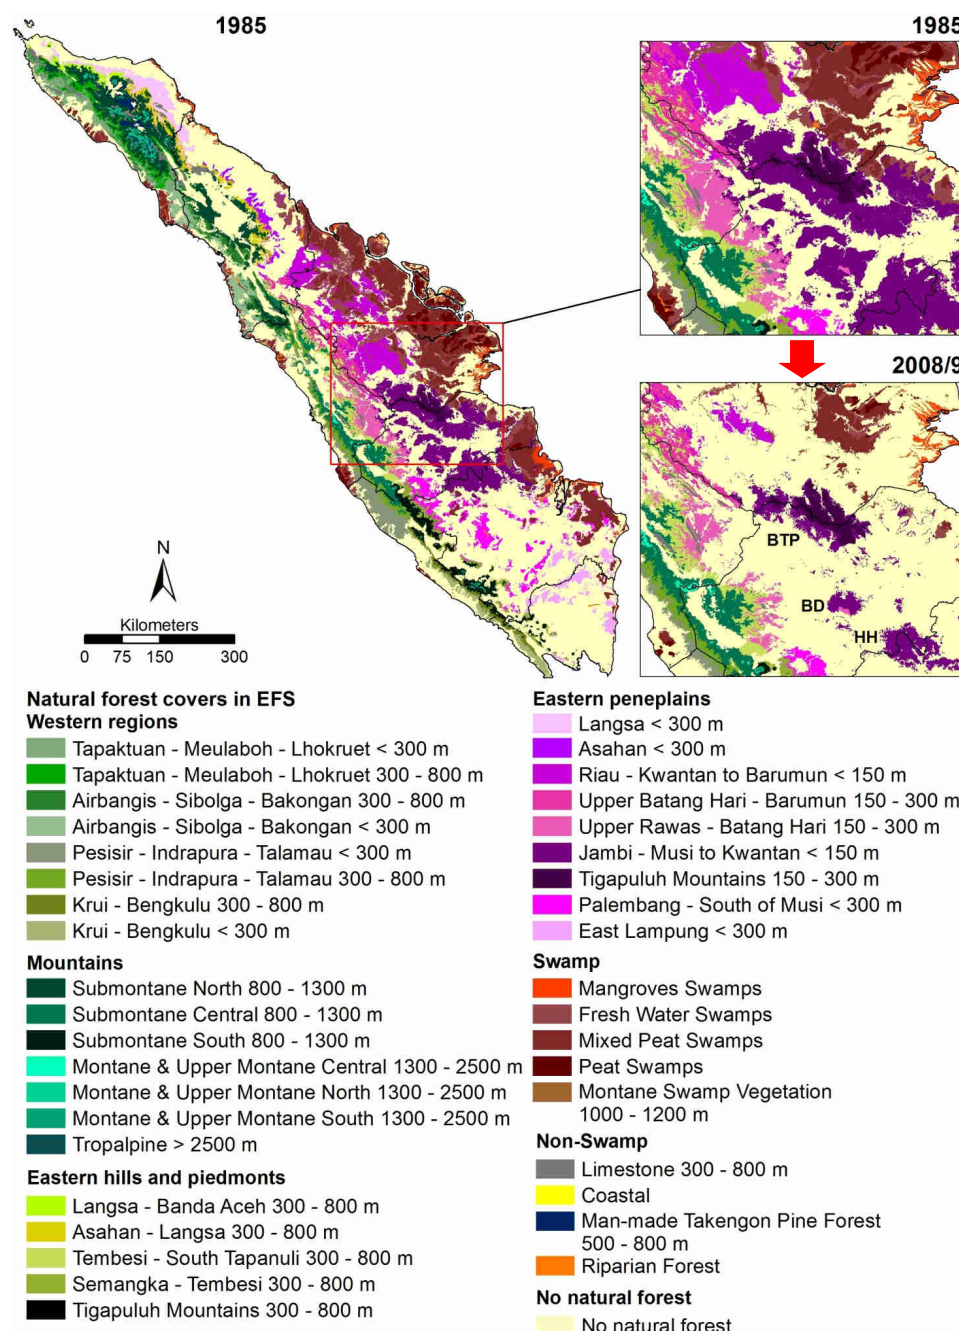 1985
1985
2008/9
BTP
BD
HH
N
Kilometers
0 75 150 300
Natural forest covers in EFS
Western regions
Tapaktuan - Meulaboh - Lhokruet < 300 m
Tapaktuan - Meulaboh - Lhokruet 300 - 800 m
Airbangis - Sibolga - Bakongan 300 - 800 m
Airbangis - Sibolga - Bakongan < 300 m
Pesisir - Indrapura - Talamau < 300 m
Pesisir - Indrapura - Talamau 300 - 800 m
Krui - Bengkulu 300 - 800 m
Krui - Bengkulu < 300 m
Mountains
Submontane North 800 - 1300 m
Submontane Central 800 - 1300 m
Submontane South 800 - 1300 m
Montane & Upper Montane Central 1300 - 2500 m
Montane & Upper Montane North 1300 - 2500 m
Montane & Upper Montane South 1300 - 2500 m
Tropalpine > 2500 m
Eastern hills and piedmonts
Langsa - Banda Aceh 300 - 800 m
Asahan - Langsa 300 - 800 m
Tembesi - South Tapanuli 300 - 800 m
Semangka - Tembesi 300 - 800 m
Tigapuluh Mountains 300 - 800 m
Eastern peneplains
Langsa < 300 m
Asahan < 300 m
Riau - Kwantan to Barumun < 150 m
Upper Batang Hari - Barumun 150 - 300 m
Upper Rawas - Batang Hari 150 - 300 m
Jambi - Musi to Kwantan < 150 m
Tigapuluh Mountains 150 - 300 m
Palembang - South of Musi < 300 m
East Lampung < 300 m
Swamp
Mangroves Swamps
Fresh Water Swamps
Mixed Peat Swamps
Peat Swamps
Montane Swamp Vegetation
1000 - 1200 m
Non-Swamp
Limestone 300 - 800 m
Coastal
Man-made Takengon Pine Forest
500 - 800 m
Riparian Forest
No natural forest
No natural forest